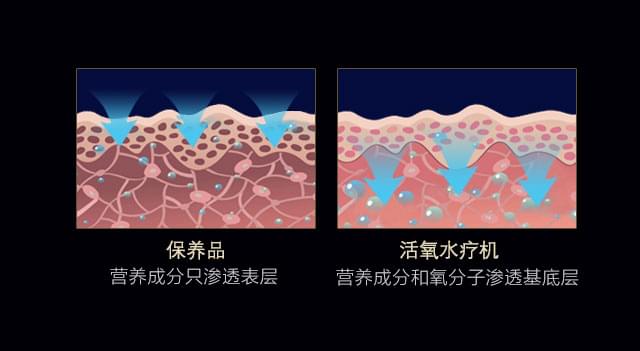 保养品
营养成分只渗透表层
活氧水疗机
营养成分和氧分子渗透基底层